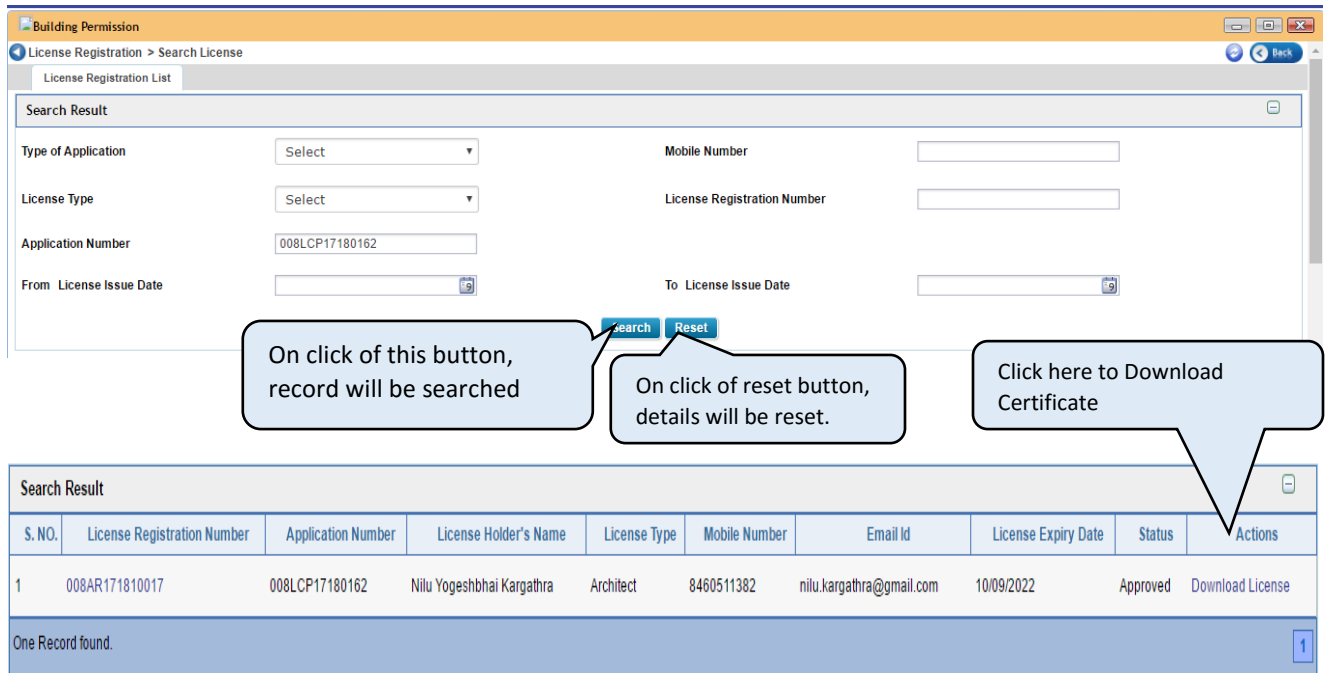 Building Permission
License Registration > Search License
Back
License Registration List
Search Result
Type of Application Select Mobile Number
License Type Select License Registration Number
Application Number 008LCP17180162
From License Issue Date 9 To License Issue Date 9
Search Reset
On click of this button,
record will be searched
On click of reset button,
details will be reset.
Click here to Download
Certificate
Search Result
S. NO. License Registration Number Application Number License Holder's Name License Type Mobile Number Email Id License Expiry Date Status Actions
1 008AR171810017 008LCP17180162 Nilu Yogeshbhai Kargathra Architect 8460511382 nilu.kargathra@gmail.com 10/09/2022 Approved Download License
One Record found. 1